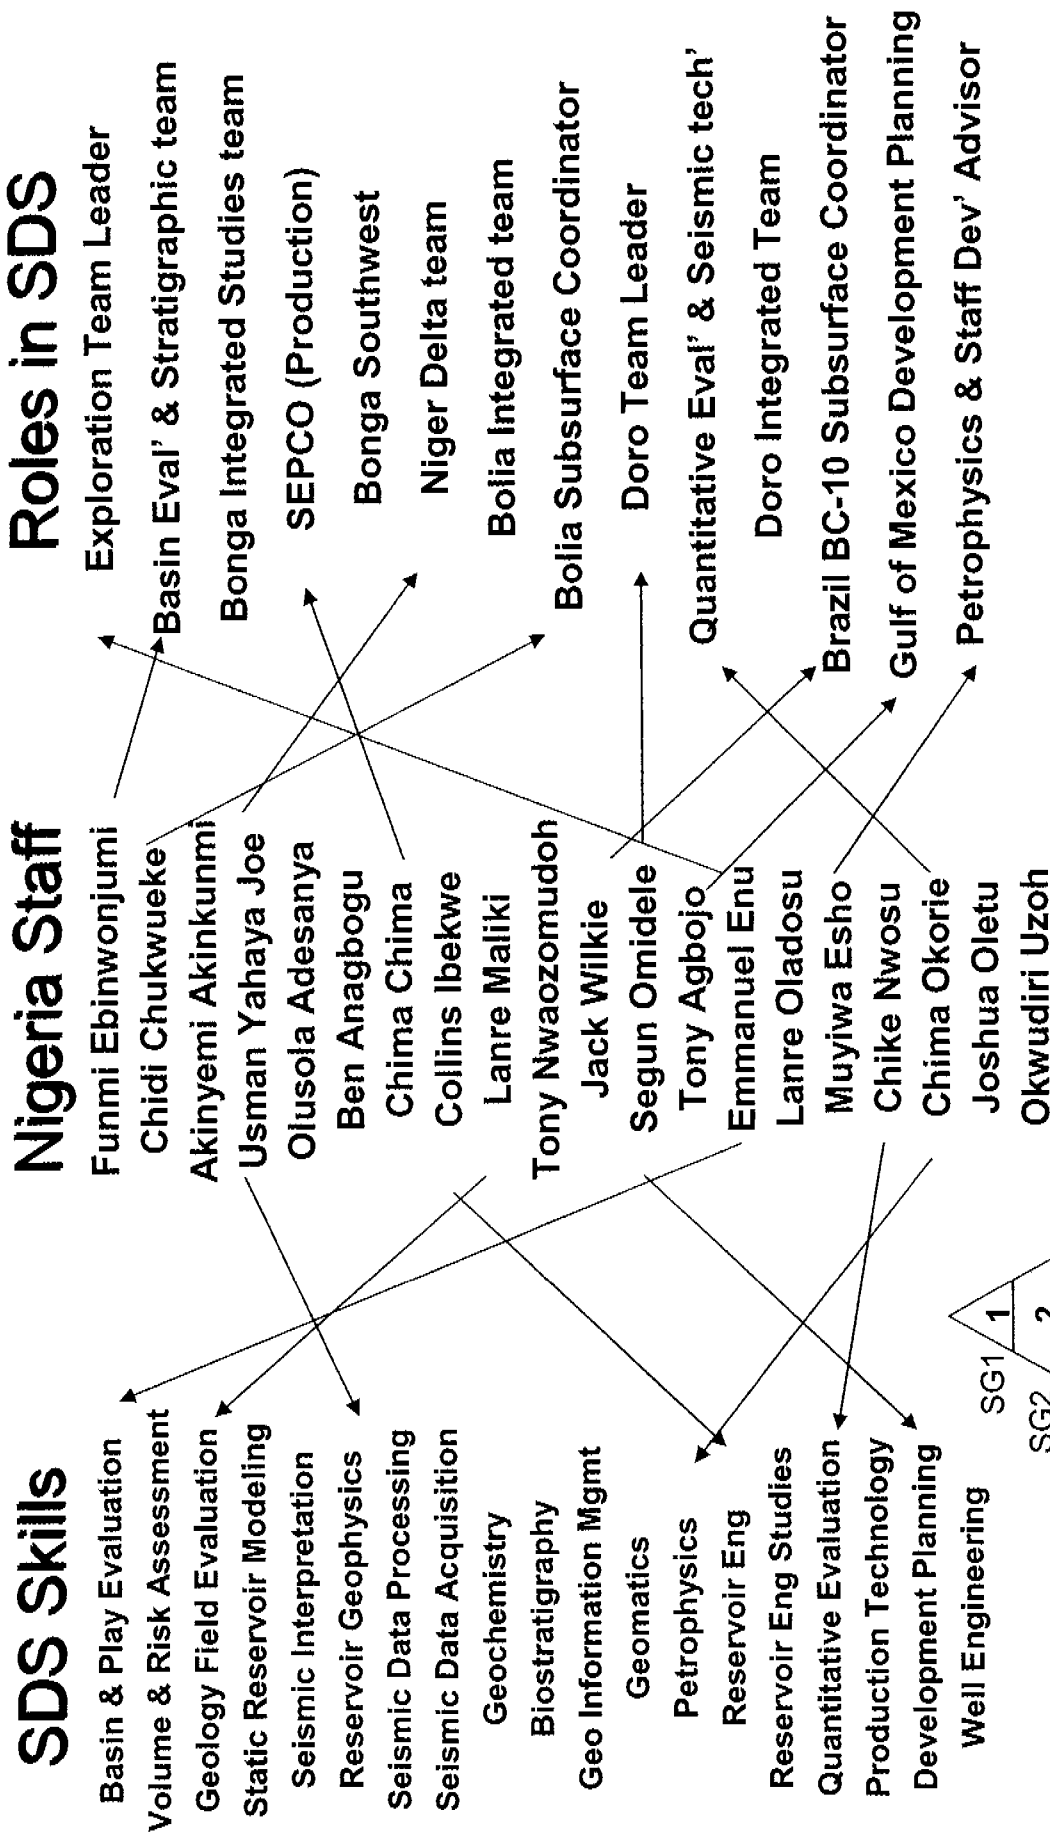 SDS Skills
Basin & Play Evaluation
Volume & Risk Assessment
Geology Field Evaluation
Static Reservoir Modeling
Seismic Interpretation
Reservoir Geophysics
Seismic Data Processing
Seismic Data Acquisition
Geochemistry
Biostratigraphy
Geo Information Mgmt
Geomatics
Petrophysics
Reservoir Eng
Reservoir Eng Studies
Quantitative Evaluation
Production Technology
Development Planning
Well Engineering
SG1
1
SG2
2
Nigeria Staff
Funmi Ebinwonjumi
Chidi Chukwueke
Akinyemi Akinkunmi
Usman Yahaya Joe
Olusola Adesanya
Ben Anagbogu
Chima Chima
Collins Ibekwe
Lanre Maliki
Tony Nwaozomudoh
Jack Wilkie
Segun Omidele
Tony Agbojo
Emmanuel Enu
Lanre Oladosu
Muyiwa Esho
Chike Nwosu
Chima Okorie
Joshua Oletu
Okwudiri Uzoh
Roles in SDS
Exploration Team Leader
Basin Eval' & Stratigraphic team
Bonga Integrated Studies team
SEPCO (Production)
Bonga Southwest
Niger Delta team
Bolia Integrated team
Bolia Subsurface Coordinator
Doro Team Leader
Quantitative Eval' & Seismic tech'
Doro Integrated Team
Brazil BC-10 Subsurface Coordinator
Gulf of Mexico Development Planning
Petrophysics & Staff Dev' Advisor